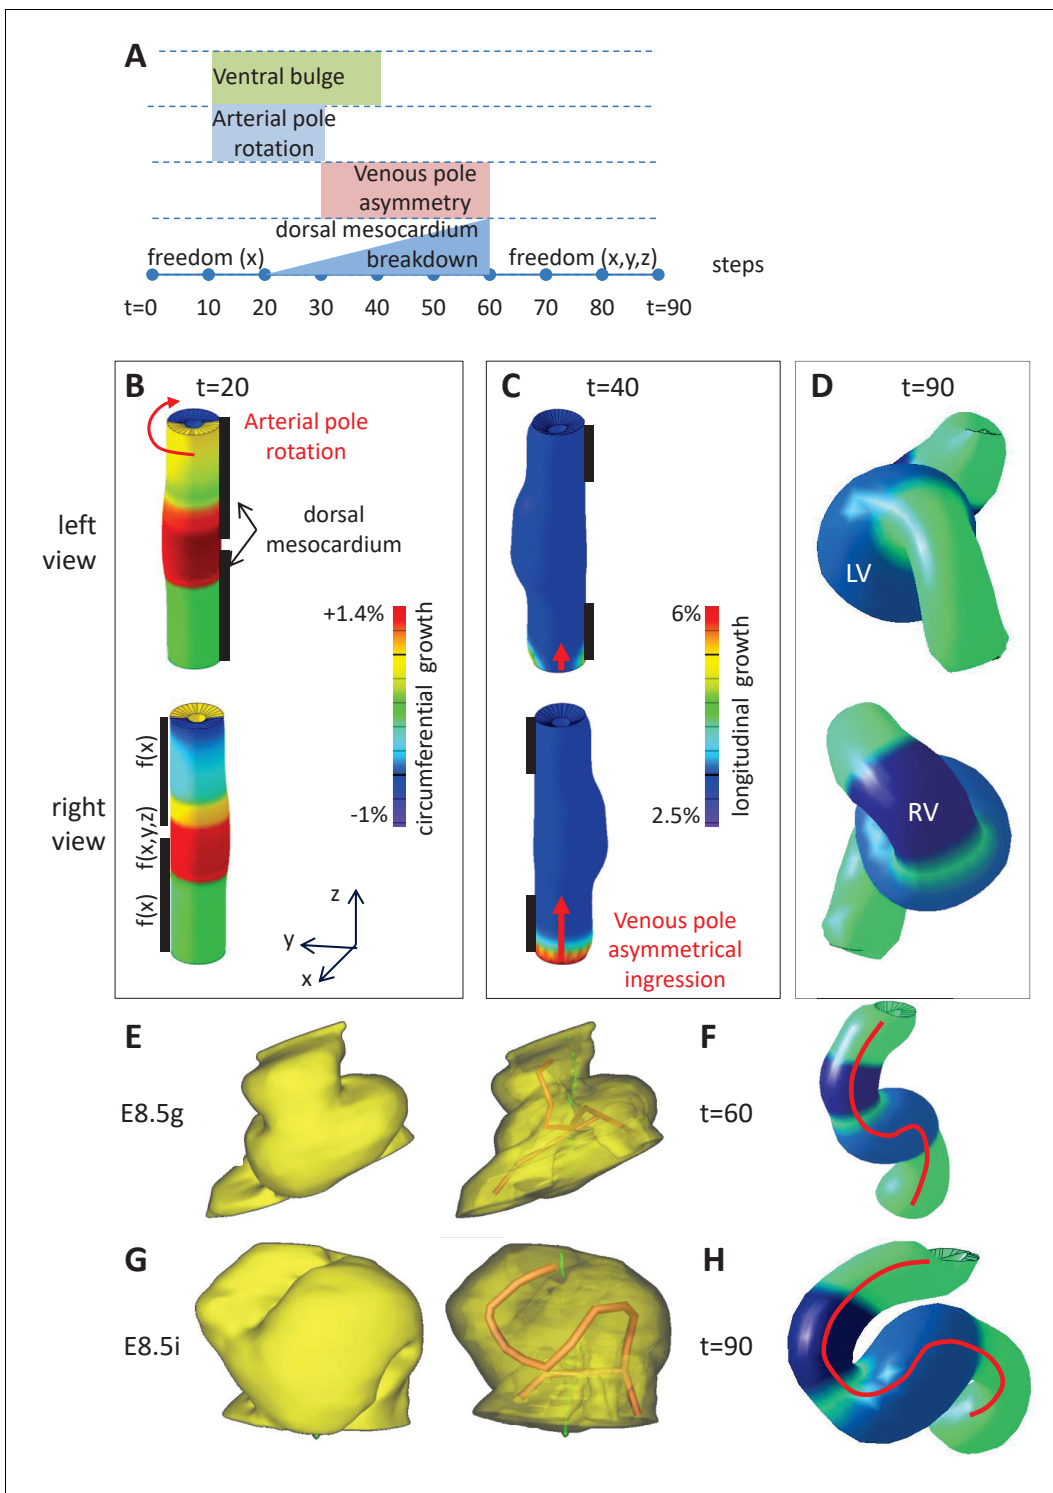 A
Ventral bulge
Arterial pole
rotation
Venous pole
asymmetry
dorsal mesocardium
breakdown
freedom (x)
freedom (x,y,z)
steps
t=0
10
20
30
40
50
60
70
80
t=90
B
t=20
Arterial pole
rotation
dorsal
mesocardium
left
view
+1.4%
-1%
circumferential growth
right
view
f(x)
f(x,y,z)
f(x)
z
y
x
C
t=40
6%
2.5%
longitudinal growth
Venous pole
asymmetrical
ingression
D
t=90
LV
RV
E
E8.5g
F
t=60
G
E8.5i
H
t=90